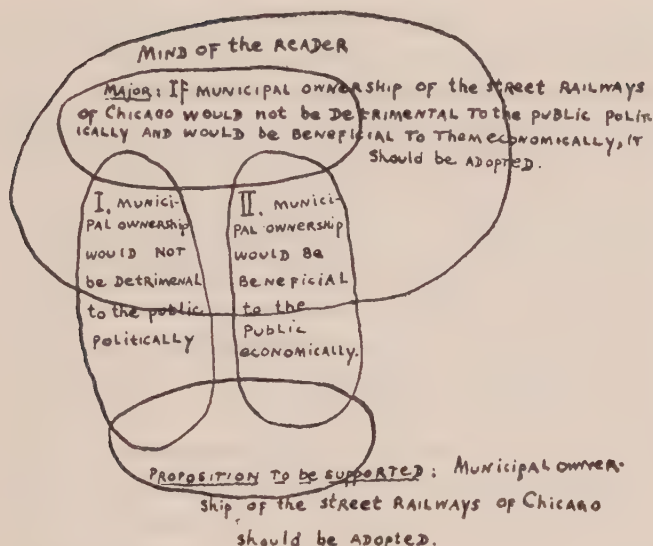 MIND OF the READER
MAJOR: IF MUNICIPAL OWNERSHIP OF the STREET RAILWAYS
OF CHICAGO WOULD not be DETRIMENTAL TO the PUBLIC POLIT-
ICALLY AND WOULD be BENEFICIAL TO THEM ECONOMICALLY, IT
should be ADOPTED.
I. MUNICI-
PAL OWNERSHIP
WOULD NOT
be DETRIMENAL
to the public
POLITICALLY
II. MUNICI-
PAL OWNERSHIP
WOULD BE
BENEFICIAL
to the
PUBLIC
economically.
PROPOSITION TO be SUPPORTED: MUNICIPAL OWNER-
SHIP OF the STREET RAILWAYS OF CHICAGO
should be ADOPTED.